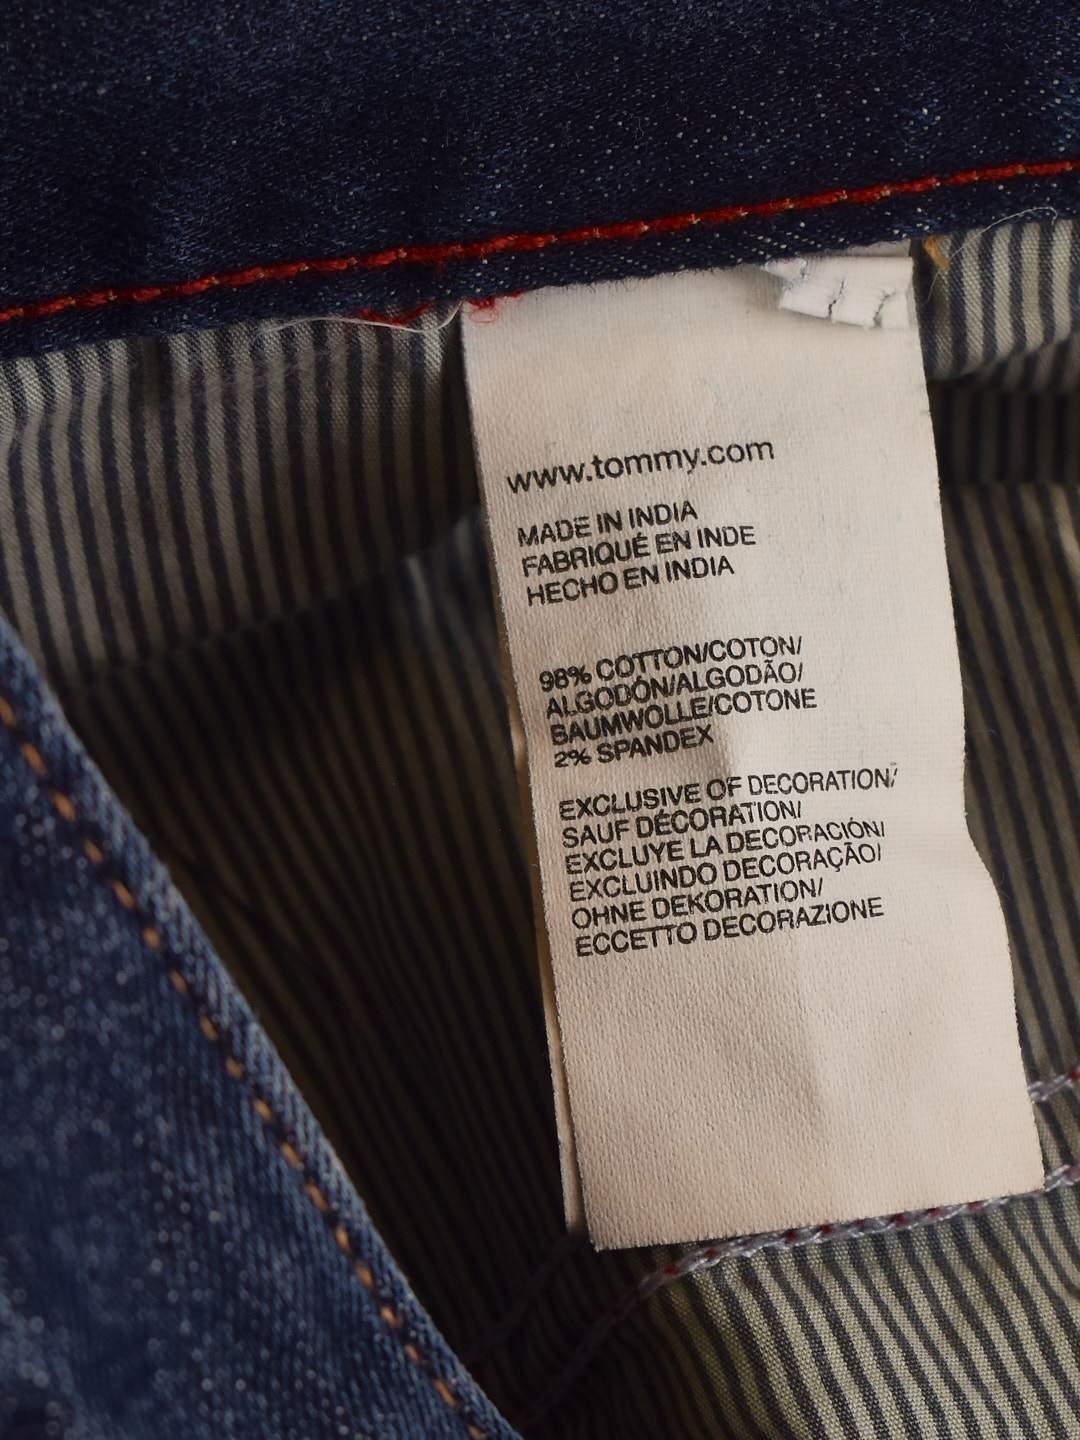 www.tommy.com
MADE IN INDIA
FABRIQUÉ EN INDE
HECHO EN INDIA
98% COTTON/COTON/
ALGODÓN/ALGODÃO/
BAUMWOLLE/COTONE
2% SPANDEX
EXCLUSIVE OF DECORATION/
SAUF DÉCORATION/
EXCLUYE LA DECORACIÓN/
EXCLUINDO DECORAÇÃO/
OHNE DEKORATION/
ECCETTO DECORAZIONE